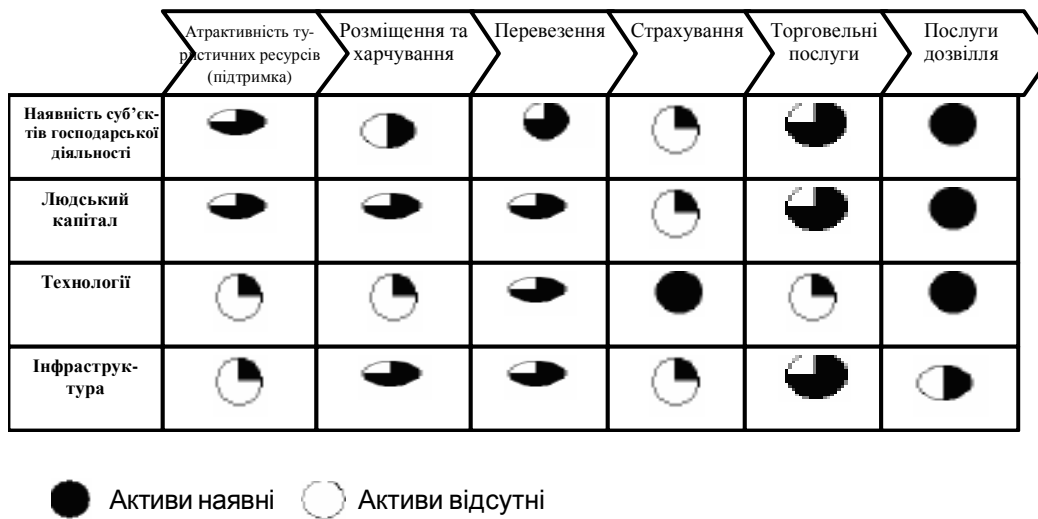 Атрактивність ту-
ристичних ресурсів
(підтримка)
Розміщення та
харчування
Перевезення
Страхування
Торговельні
послуги
Послуги
дозвілля
Наявність суб’єк-
тів господарської
діяльності
Людський
капітал
Технології
Інфраструк-
тура
Активи наявні
Активи відсутні